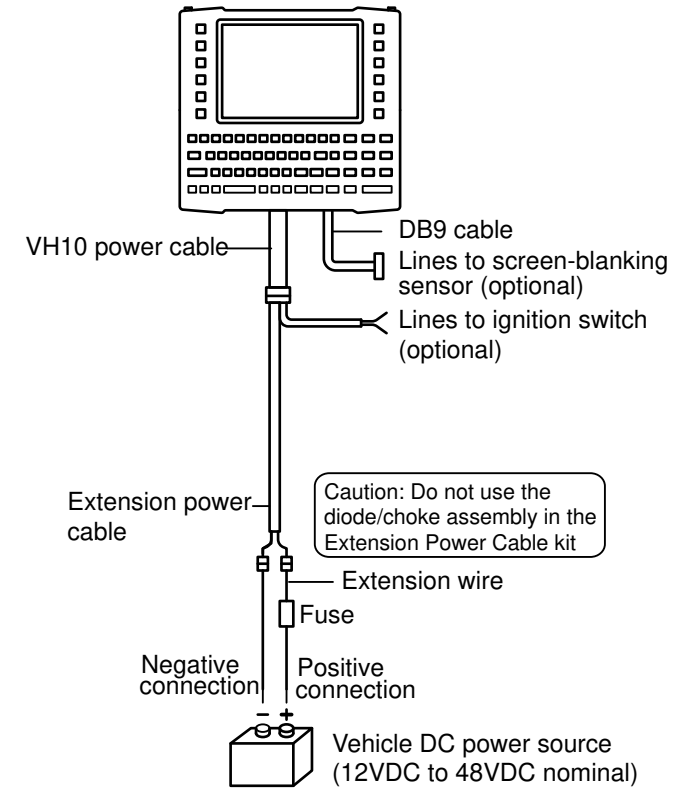 VH10 power cable
DB9 cable
Lines to screen-blanking
sensor (optional)
Lines to ignition switch
(optional)
Extension power
cable
Caution: Do not use the
diode/choke assembly in the
Extension Power Cable kit
Extension wire
Fuse
Negative
connection
Positive
connection
− +
Vehicle DC power source
(12VDC to 48VDC nominal)